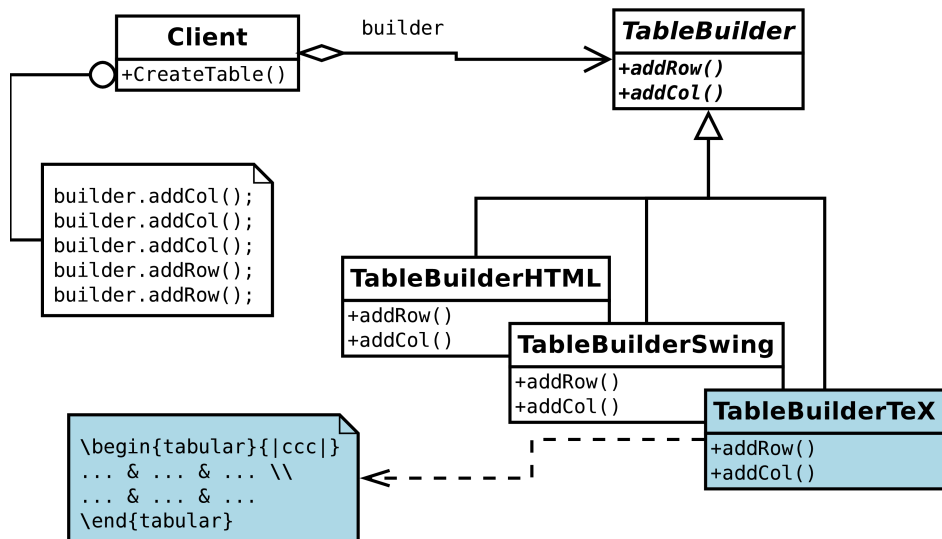 Client
+CreateTable()
builder
TableBuilder
+addRow()
+addCol()
builder.addCol();
builder.addCol();
builder.addCol();
builder.addRow();
builder.addRow();
TableBuilderHTML
+addRow()
+addCol()
TableBuilderSwing
+addRow()
+addCol()
TableBuilderTeX
+addRow()
+addCol()
\begin{tabular}{|ccc|}
... & ... & ... \\
... & ... & ...
\end{tabular}